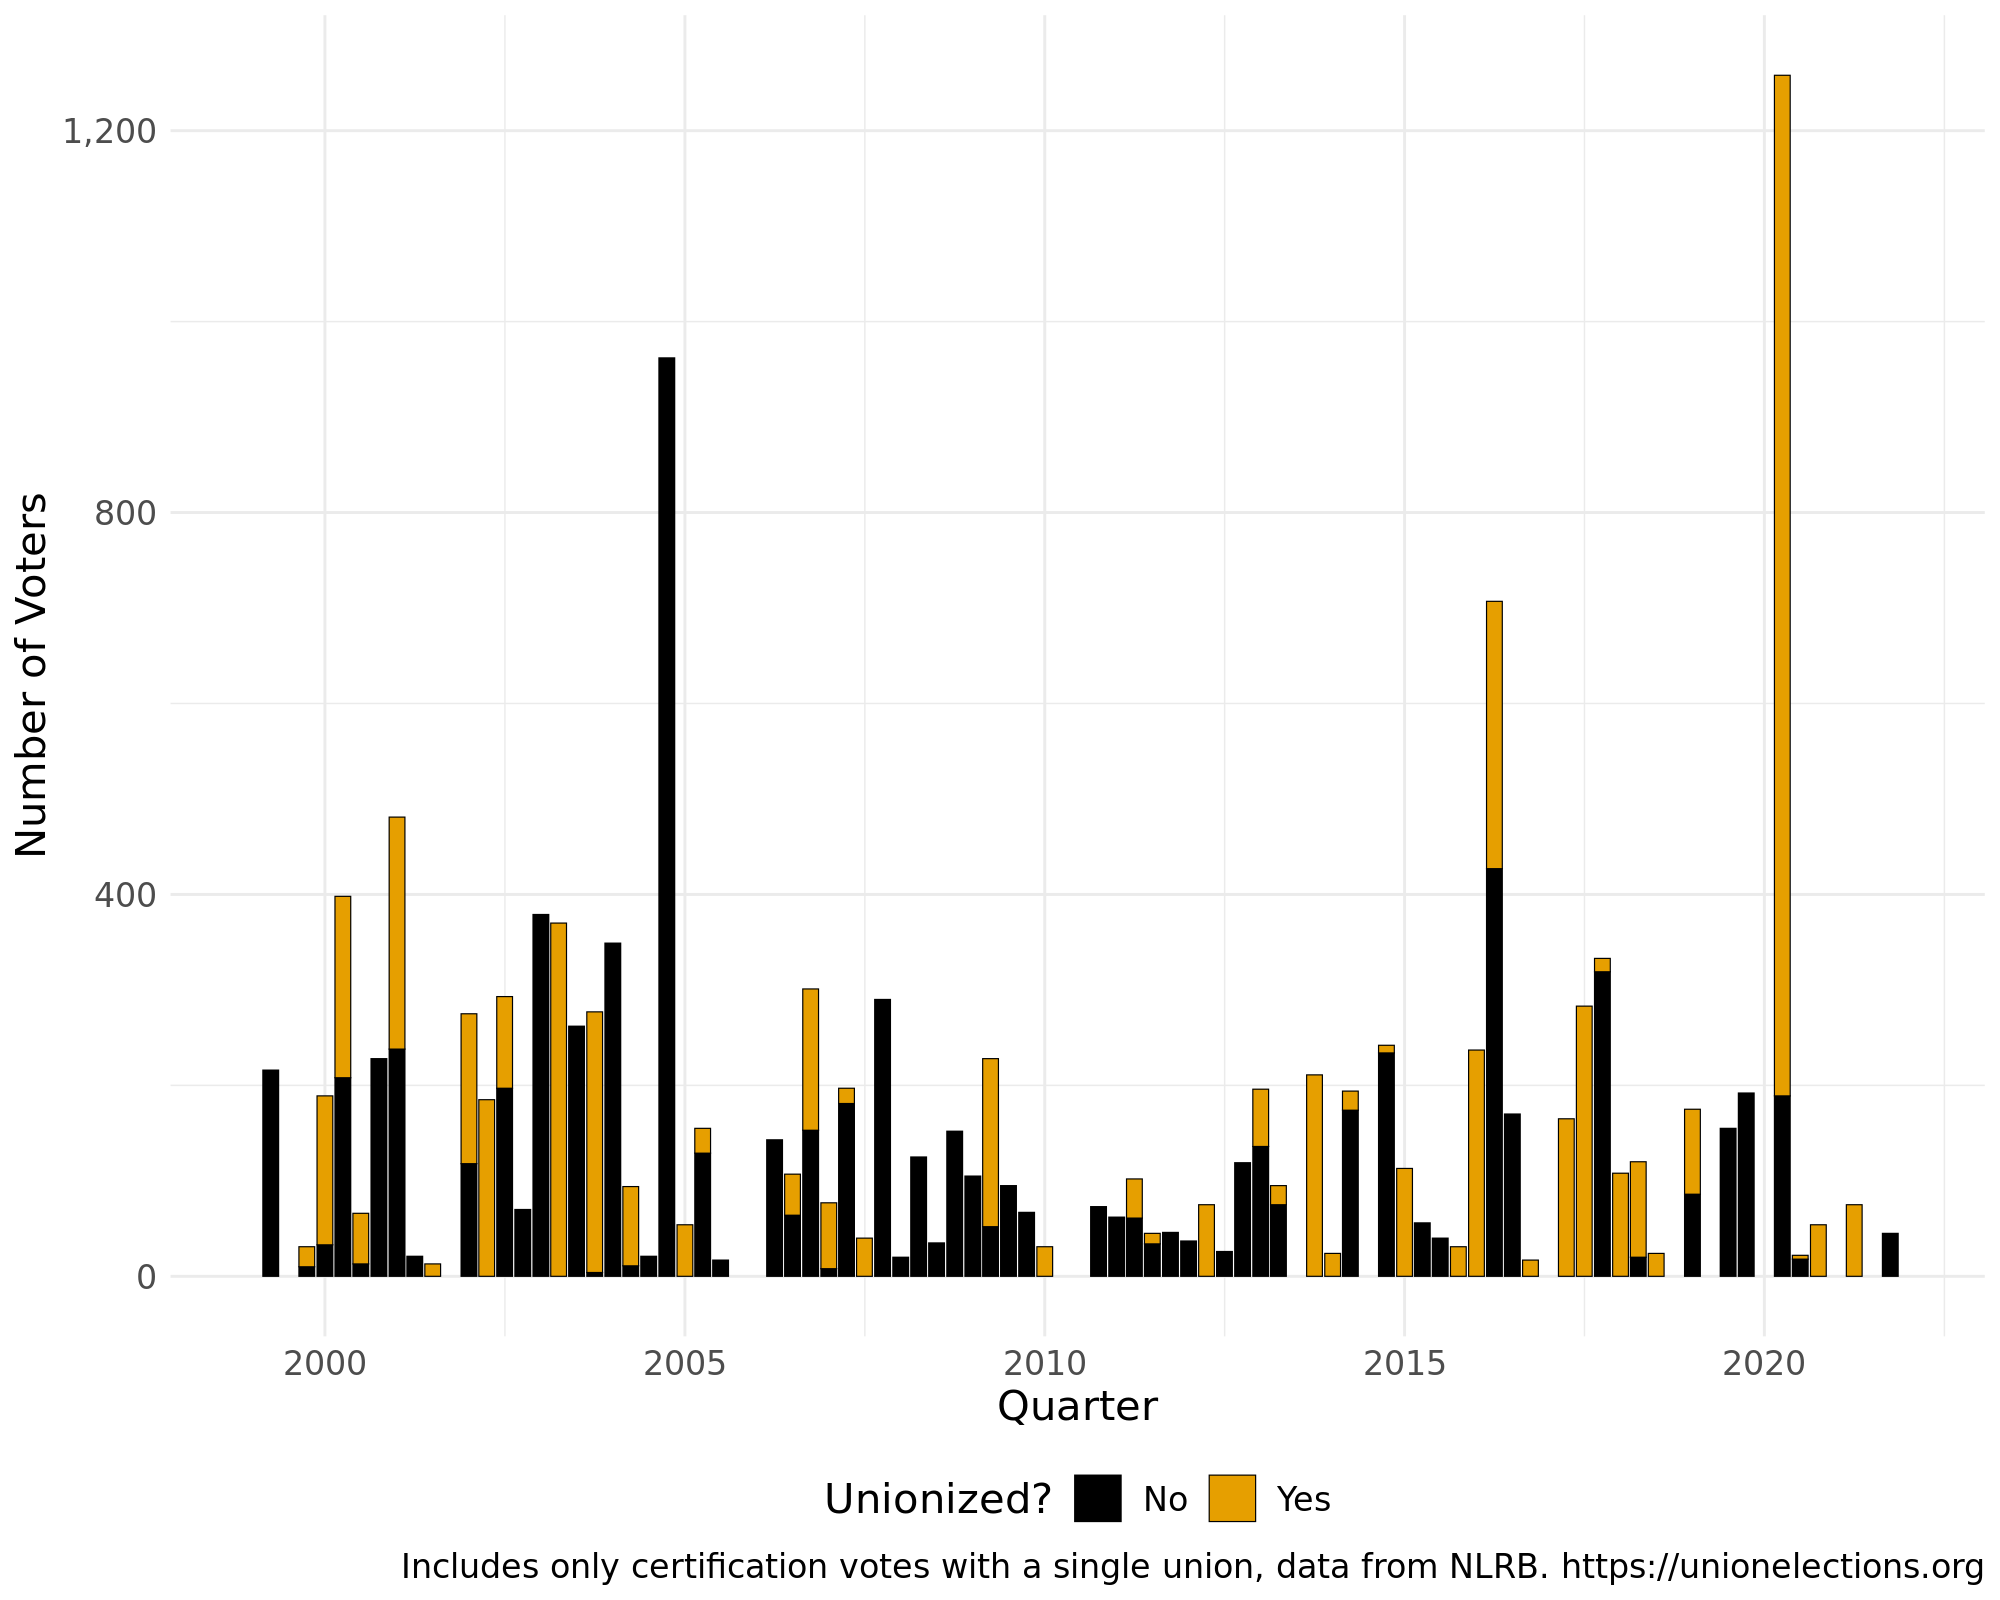 1,200
800
400
0
Number of Voters
2000 2005 2010 2015 2020
Quarter
Unionized? No Yes
Includes only certification votes with a single union, data from NLRB. https://unionelections.org